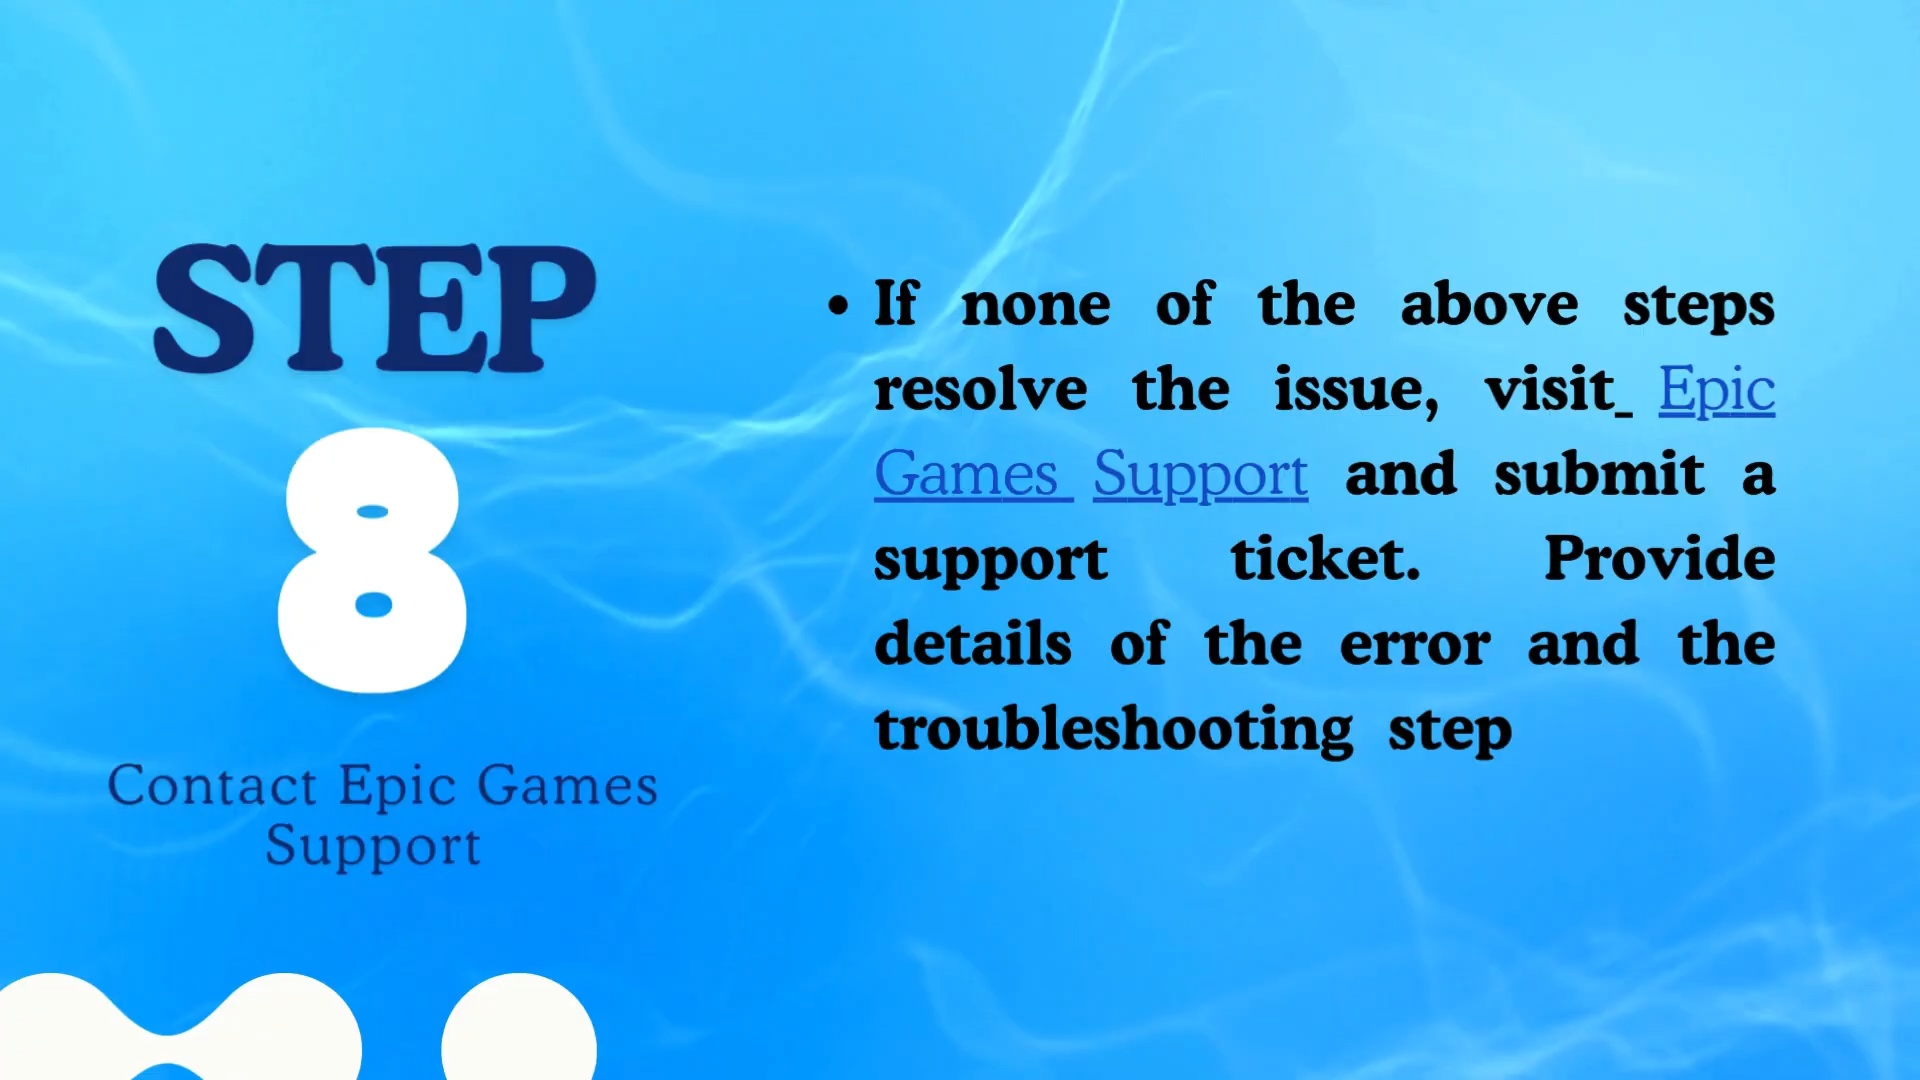 STEP
8
Contact Epic Games
Support
• If none of the above steps
resolve the issue, visit Epic
Games Support and submit a
support ticket. Provide
details of the error and the
troubleshooting step